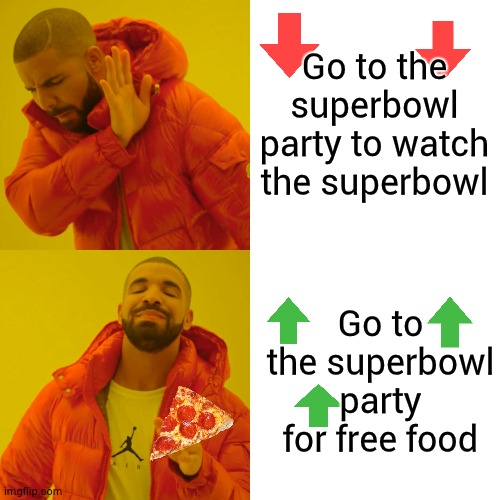 Go to the
superbowl
party to watch
the superbowl
Go to
the superbowl
party
for free food
imgflip.com